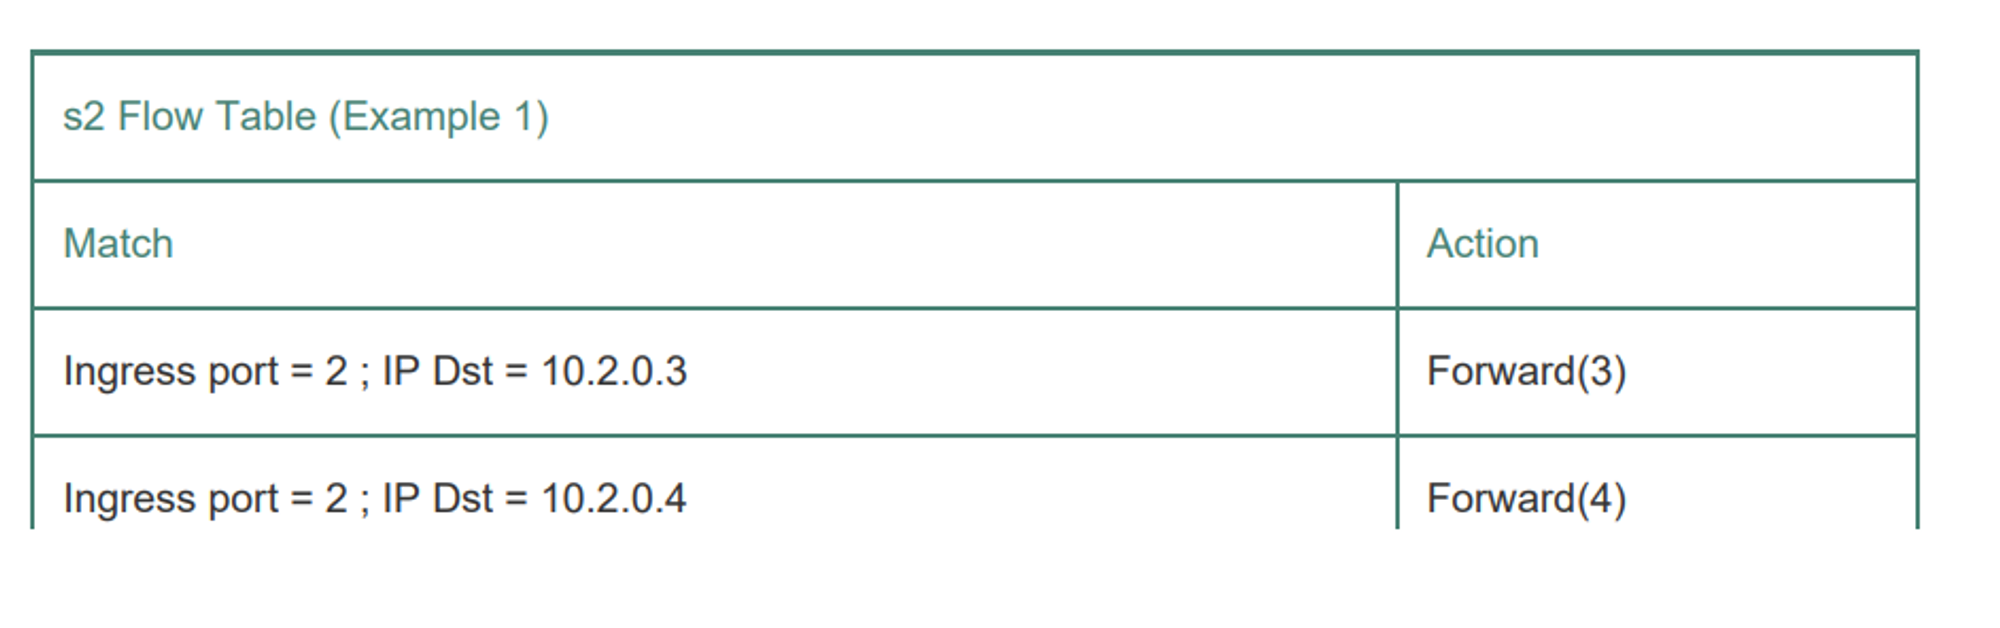 s2 Flow Table (Example 1)
Match Action
Ingress port = 2 ; IP Dst = 10.2.0.3 Forward(3)
Ingress port = 2 ; IP Dst = 10.2.0.4 Forward(4)